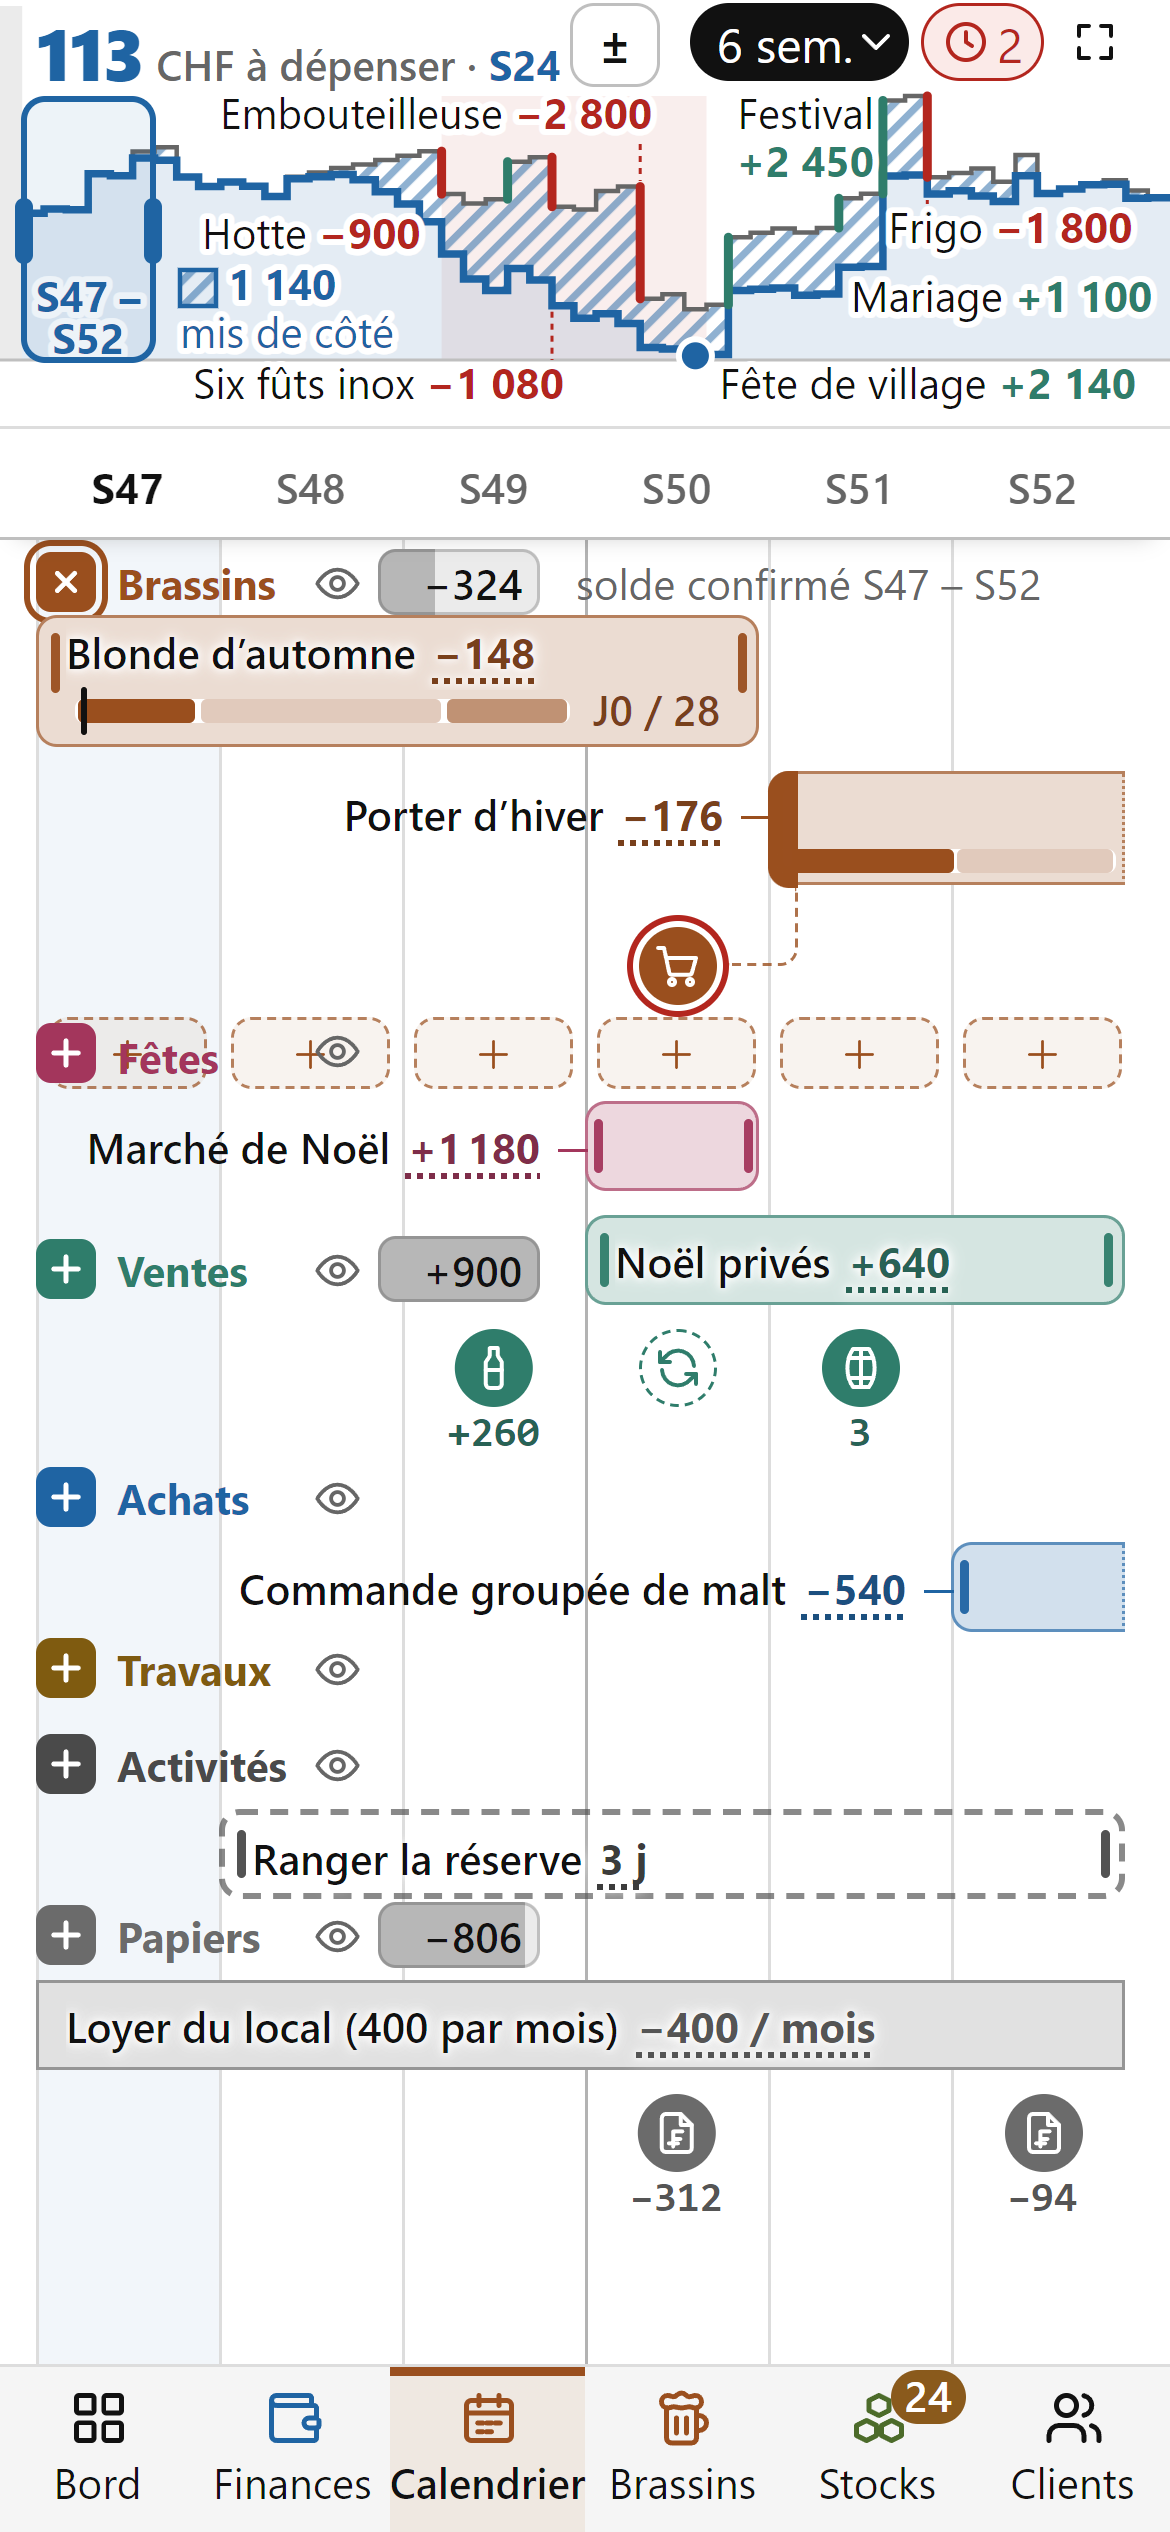 113 CHF à dépenser · S24
±
6 sem.
2
Embouteilleuse −2 800
Festival
+2 450
Hotte −900
Frigo −1 800
S47 –
S52
1 140
mis de côté
Mariage +1 100
Six fûts inox −1 080
Fête de village +2 140
S47 S48 S49 S50 S51 S52
Brassins −324 solde confirmé S47 – S52
Blonde d’automne −148
J0 / 28
Porter d’hiver −176
Fêtes
Marché de Noël +1 180
Ventes +900
Noël privés +640
+260 3
Achats
Commande groupée de malt −540
Travaux
Activités
Ranger la réserve 3 j
Papiers −806
Loyer du local (400 par mois) −400 / mois
−312 −94
24
Bord Finances Calendrier Brassins Stocks Clients